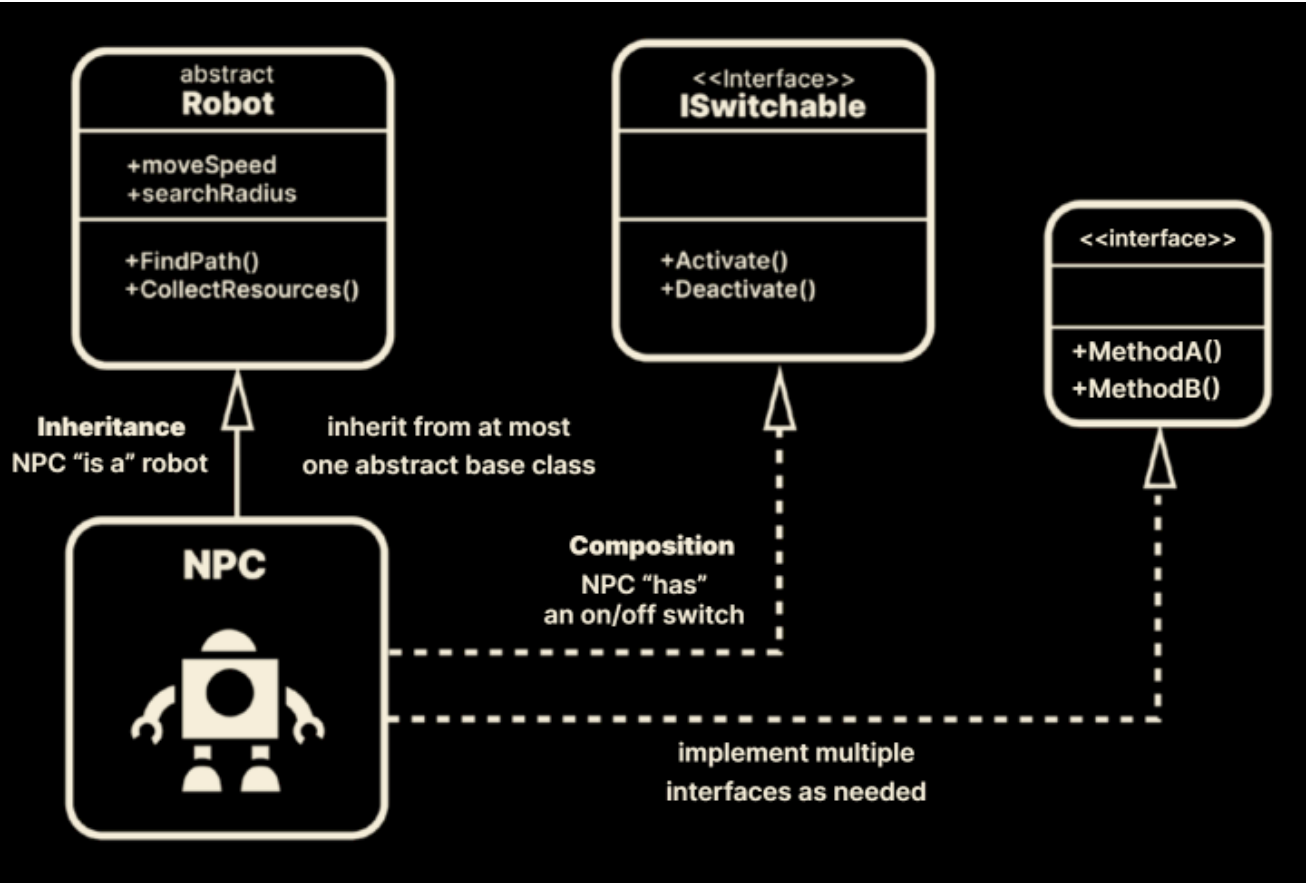 abstract
Robot
+moveSpeed
+searchRadius
+FindPath()
+CollectResources()
<<Interface>>
ISwitchable
+Activate()
+Deactivate()
<<interface>>
+MethodA()
+MethodB()
Inheritance
NPC “is a” robot
inherit from at most
one abstract base class
NPC
Composition
NPC “has”
an on/off switch
implement multiple
interfaces as needed